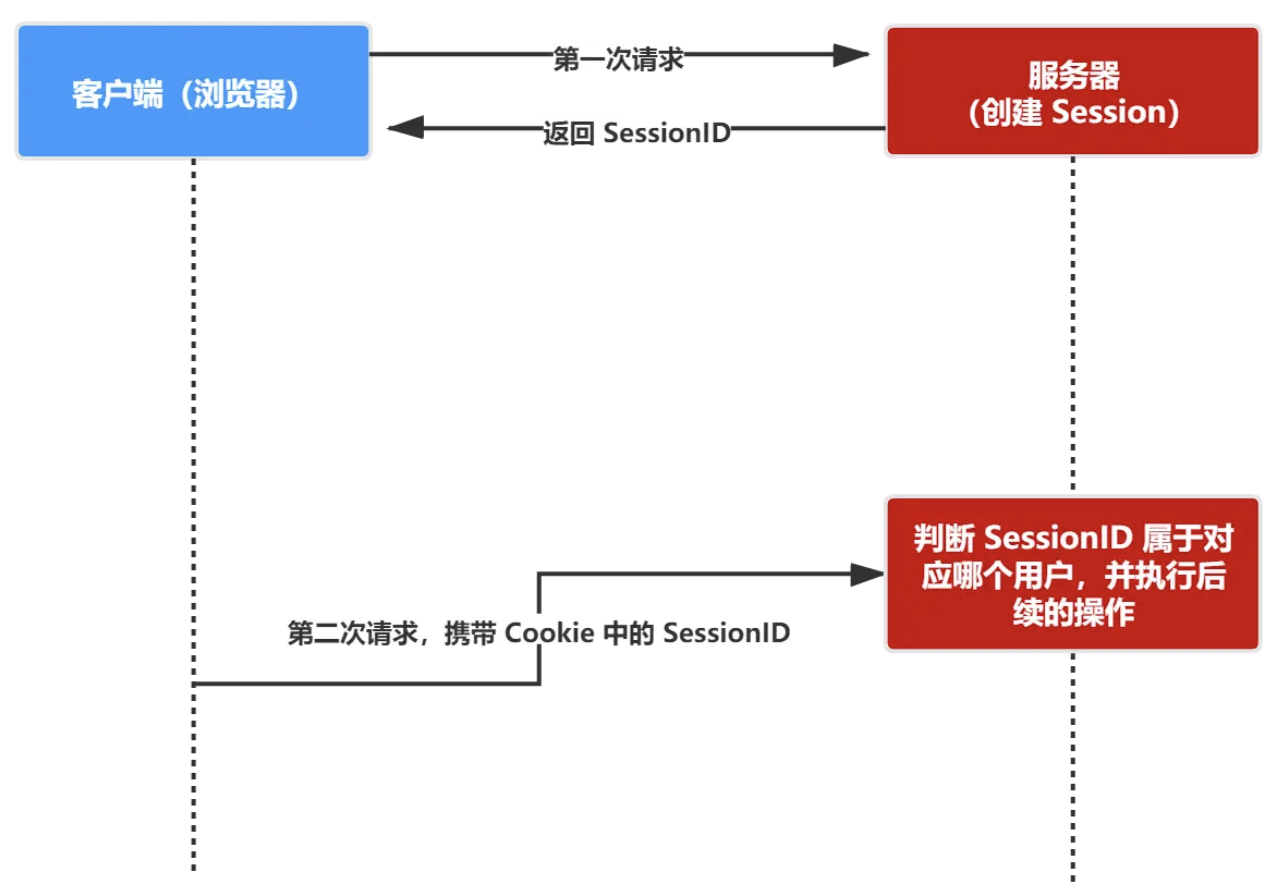 客户端（浏览器）
第一次请求
服务器
（创建 Session）
返回 SessionID
判断 SessionID 属于对
应哪个用户，并执行后
续的操作
第二次请求，携带 Cookie 中的 SessionID